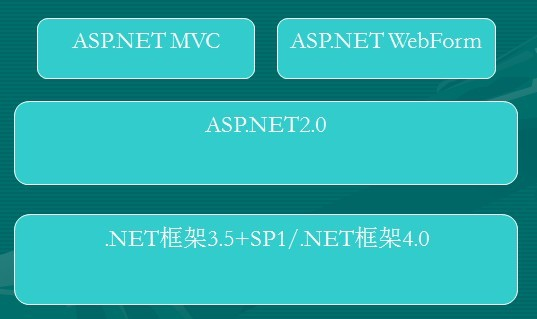 ASP.NET MVC
ASP.NET WebForm
ASP.NET2.0
.NET框架3.5+SP1/.NET框架4.0